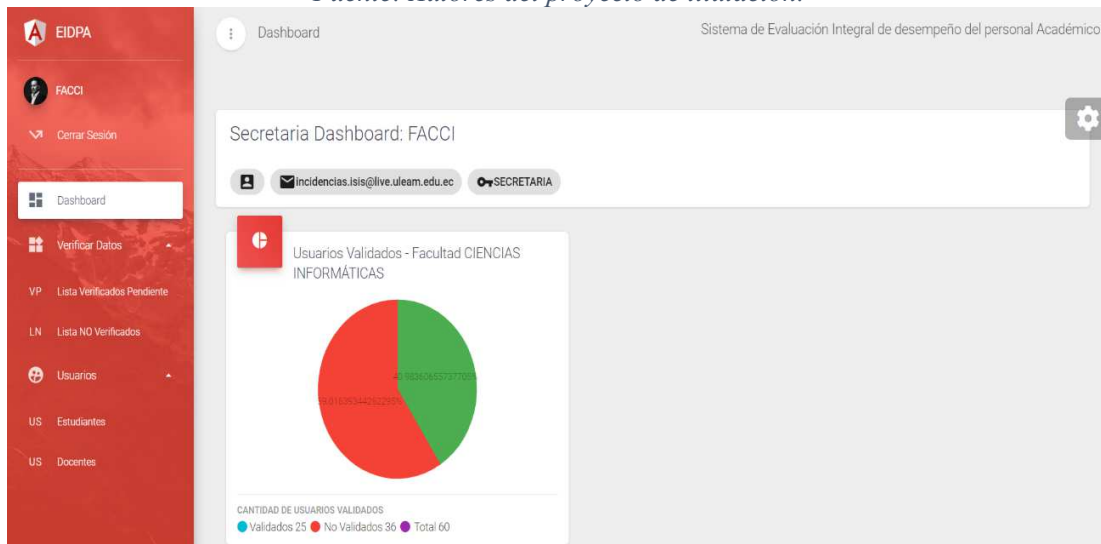 Fuente: Autores del proyecto de titulación.
EIDPA
FACCI
Cerrar Sesión
Dashboard
Verificar Datos
VP Lista Verificados Pendiente
LN Lista NO Verificados
Usuarios
US Estudiantes
US Docentes
Dashboard
Sistema de Evaluación Integral de desempeño del personal Académico
Secretaria Dashboard: FACCI
incidencias.isis@live.uleam.edu.ec
SECRETARIA
Usuarios Validados - Facultad CIENCIAS
INFORMÁTICAS
CANTIDAD DE USUARIOS VALIDADOS
Validados 25 No Validados 36 Total 60